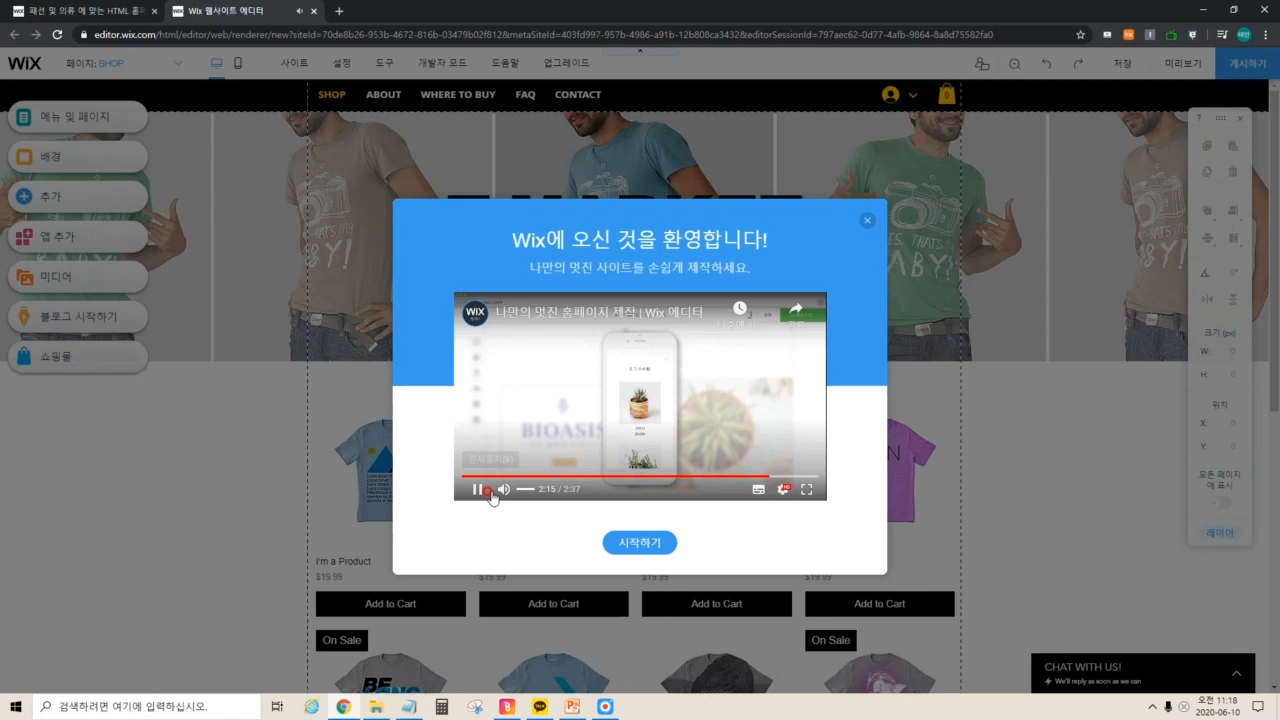 WIX 패션 및 의류 에 맞는 HTML 홈페
WIX Wix 웹사이트 에디터
editor.wix.com/html/editor/web/renderer/new?siteId=70de8b26-953b-4672-816b-03479b02f812&metaSiteId=403fd997-957b-4986-a91b-12b808ca3432&editorSessionId=797aec62-0d77-4afb-9864-8a8d75582fa0
WiX 페이지: SHOP 사이트 설정 도구 개발자 모드 도움말 업그레이드 저장 미리보기 게시하기
SHOP ABOUT WHERE TO BUY FAQ CONTACT 0
메뉴 및 페이지
배경
추가
앱 추가
미디어
블로그 시작하기
쇼핑몰
Wix에 오신 것을 환영합니다!
나만의 멋진 사이트를 손쉽게 제작하세요.
WIX 나만의 멋진 홈페이지 제작 | Wix 에디터
BIOASIS
2:15 / 2:37 HD
시작하기
크기 (px)
W: 0
H: 0
위치
X: 0
Y: 0
모든 페이지
에 표시
레이어
I'm a Product
$19.99 $19.99 $19.99 $19.99
Add to Cart Add to Cart Add to Cart Add to Cart
On Sale On Sale
CHAT WITH US!
We'll reply as soon as we can
검색하려면 여기에 입력하십시오.
오전 11:18
2020-06-10